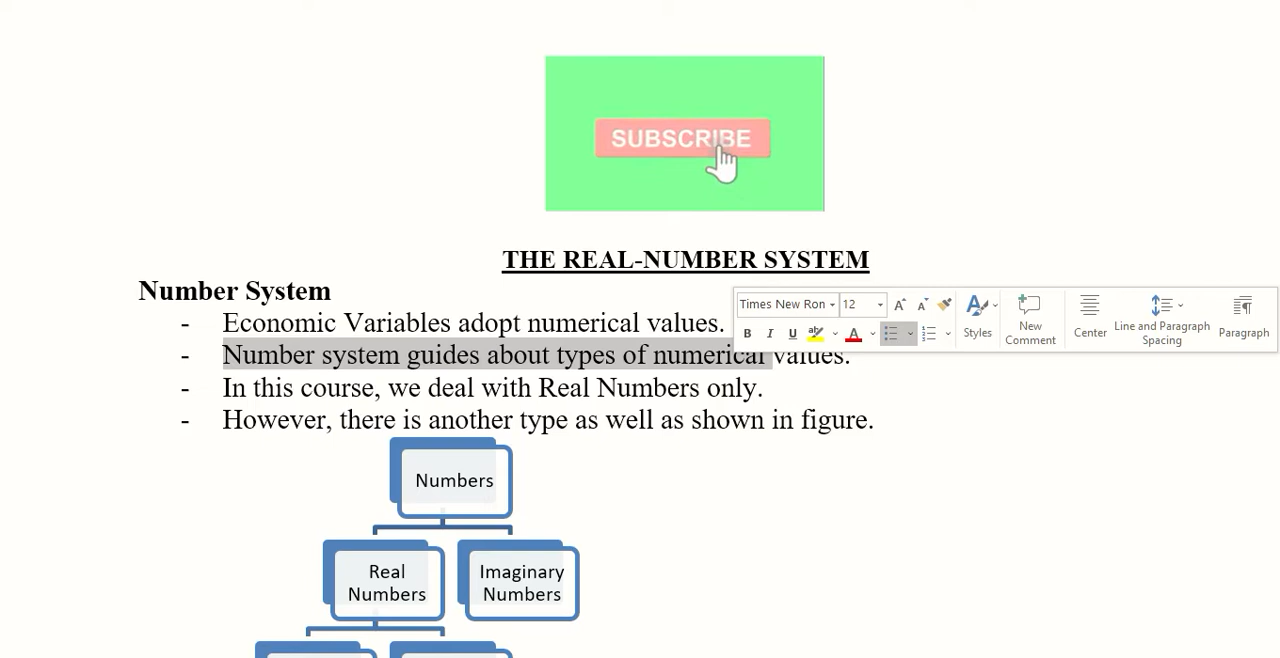 SUBSCRIBE
THE REAL-NUMBER SYSTEM
Number System
- Economic Variables adopt numerical values.
- Number system guides about types of numerical values.
- In this course, we deal with Real Numbers only.
- However, there is another type as well as shown in figure.
Times New Ron 12
B I U ab A
Styles
New
Comment
Center
Line and Paragraph
Spacing
Paragraph
Numbers
Real
Numbers
Imaginary
Numbers